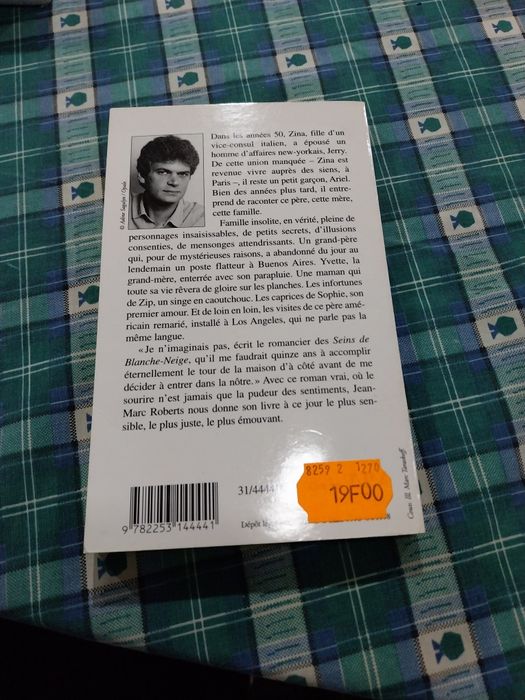 Dans les années 50, Zina, fille d'un
vice-consul italien, a épousé un
homme d'affaires new-yorkais, Jerry.
De cette union manquée – Zina est
revenue vivre auprès des siens, à
Paris –, il reste un petit garçon, Ariel.
Bien des années plus tard, il entre-
prend de raconter ce père, cette mère,
cette famille.
Famille insolite, en vérité, pleine de
personnages insaisissables, de petits secrets, d'illusions
consenties, de mensonges attendrissants. Un grand-père
qui, pour de mystérieuses raisons, a abandonné du jour au
lendemain un poste flatteur à Buenos Aires. Yvette, la
grand-mère, enterrée avec son parapluie. Une maman qui
toute sa vie rêvera de gloire sur les planches. Les infortunes
de Zip, un singe en caoutchouc. Les caprices de Sophie, son
premier amour. Et de loin en loin, les visites de ce père amé-
ricain remarié, installé à Los Angeles, qui ne parle pas la
même langue.
« Je n'imaginais pas, écrit le romancier des Seins de
Blanche-Neige, qu'il me faudrait quinze ans à accomplir
éternellement le tour de la maison d'à côté avant de me
décider à entrer dans la nôtre. » Avec ce roman vrai, où le
sourire n'est jamais que la pudeur des sentiments, Jean-
Marc Roberts nous donne son livre à ce jour le plus sen-
sible, le plus juste, le plus émouvant.
31/4444
8259 2 1270
19F00
9 782253 144441
Dépôt
Couv. Ill. Marc